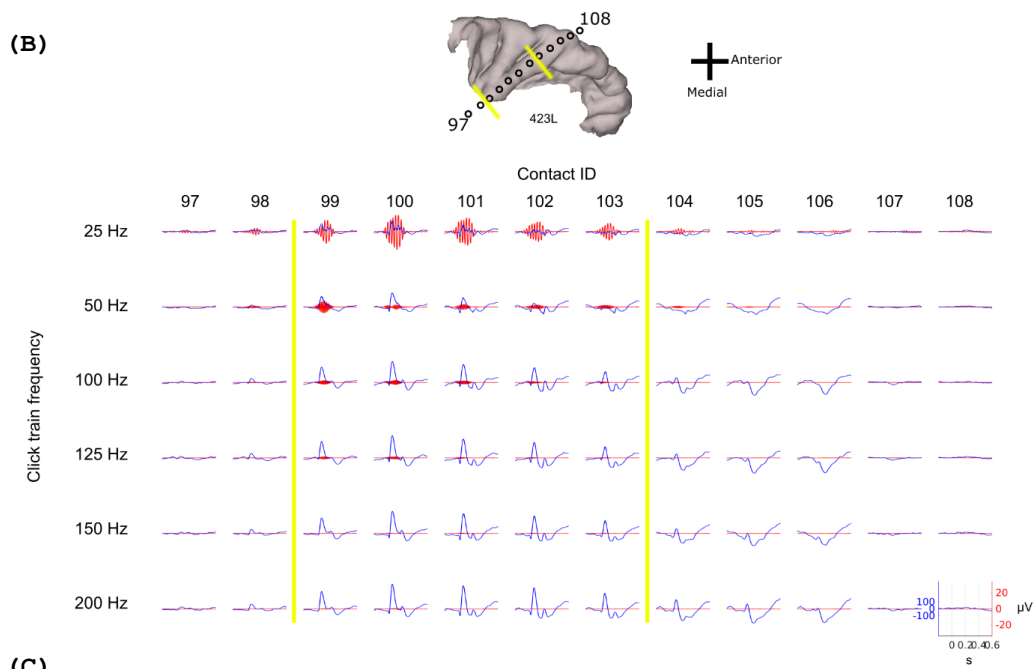 (B)
108
Anterior
Medial
97
423L
Contact ID
97 98 99 100 101 102 103 104 105 106 107 108
25 Hz
50 Hz
100 Hz
125 Hz
150 Hz
200 Hz
Click train frequency
100
0
-100
20
0
-20
µV
0 0.2 0.4 0.6
s
(C)